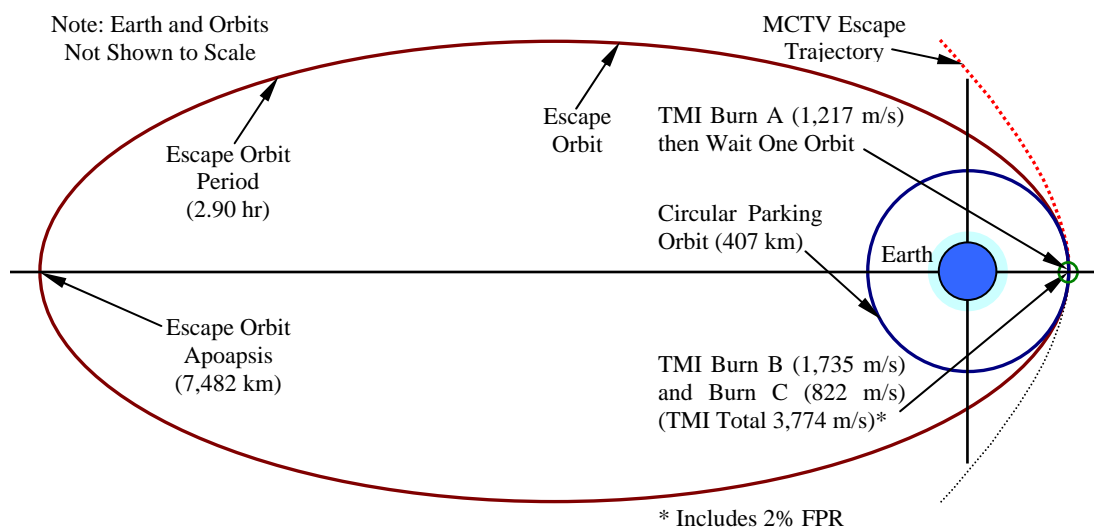 Note: Earth and Orbits
Not Shown to Scale
MCTV Escape
Trajectory
Escape
Orbit
TMI Burn A (1,217 m/s)
then Wait One Orbit
Escape Orbit
Period
(2.90 hr)
Circular Parking
Orbit (407 km)
Earth
Escape Orbit
Apoapsis
(7,482 km)
TMI Burn B (1,735 m/s)
and Burn C (822 m/s)
(TMI Total 3,774 m/s)*
* Includes 2% FPR